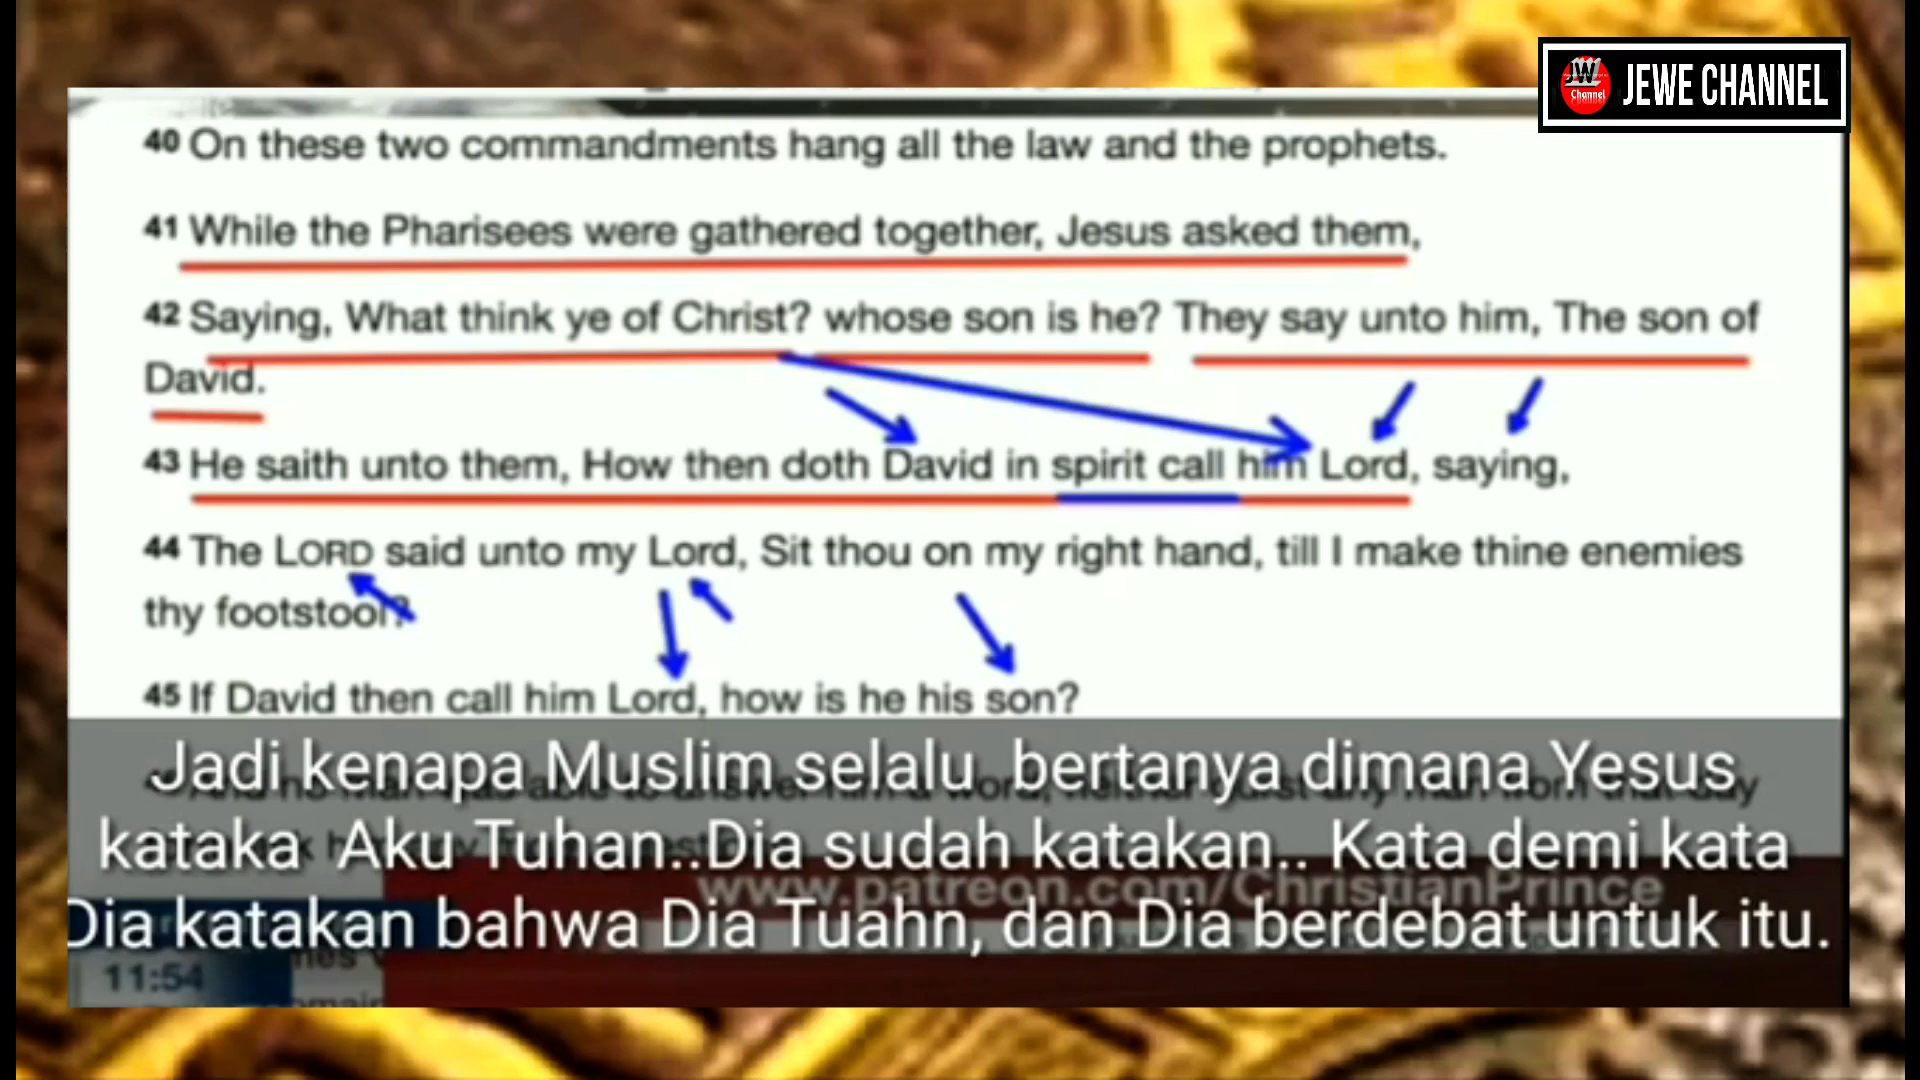 JW
Channel
JEWE CHANNEL
40 On these two commandments hang all the law and the prophets.
41 While the Pharisees were gathered together, Jesus asked them,
42 Saying, What think ye of Christ? whose son is he? They say unto him, The son of
David.
43 He saith unto them, How then doth David in spirit call him Lord, saying,
44 The LORD said unto my Lord, Sit thou on my right hand, till I make thine enemies
thy footstool?
45 If David then call him Lord, how is he his son?
Jadi kenapa Muslim selalu bertanya dimana Yesus
kataka Aku Tuhan..Dia sudah katakan.. Kata demi kata
www.patreon.com/ChristianPrince
Dia katakan bahwa Dia Tuahn, dan Dia berdebat untuk itu.
11:54